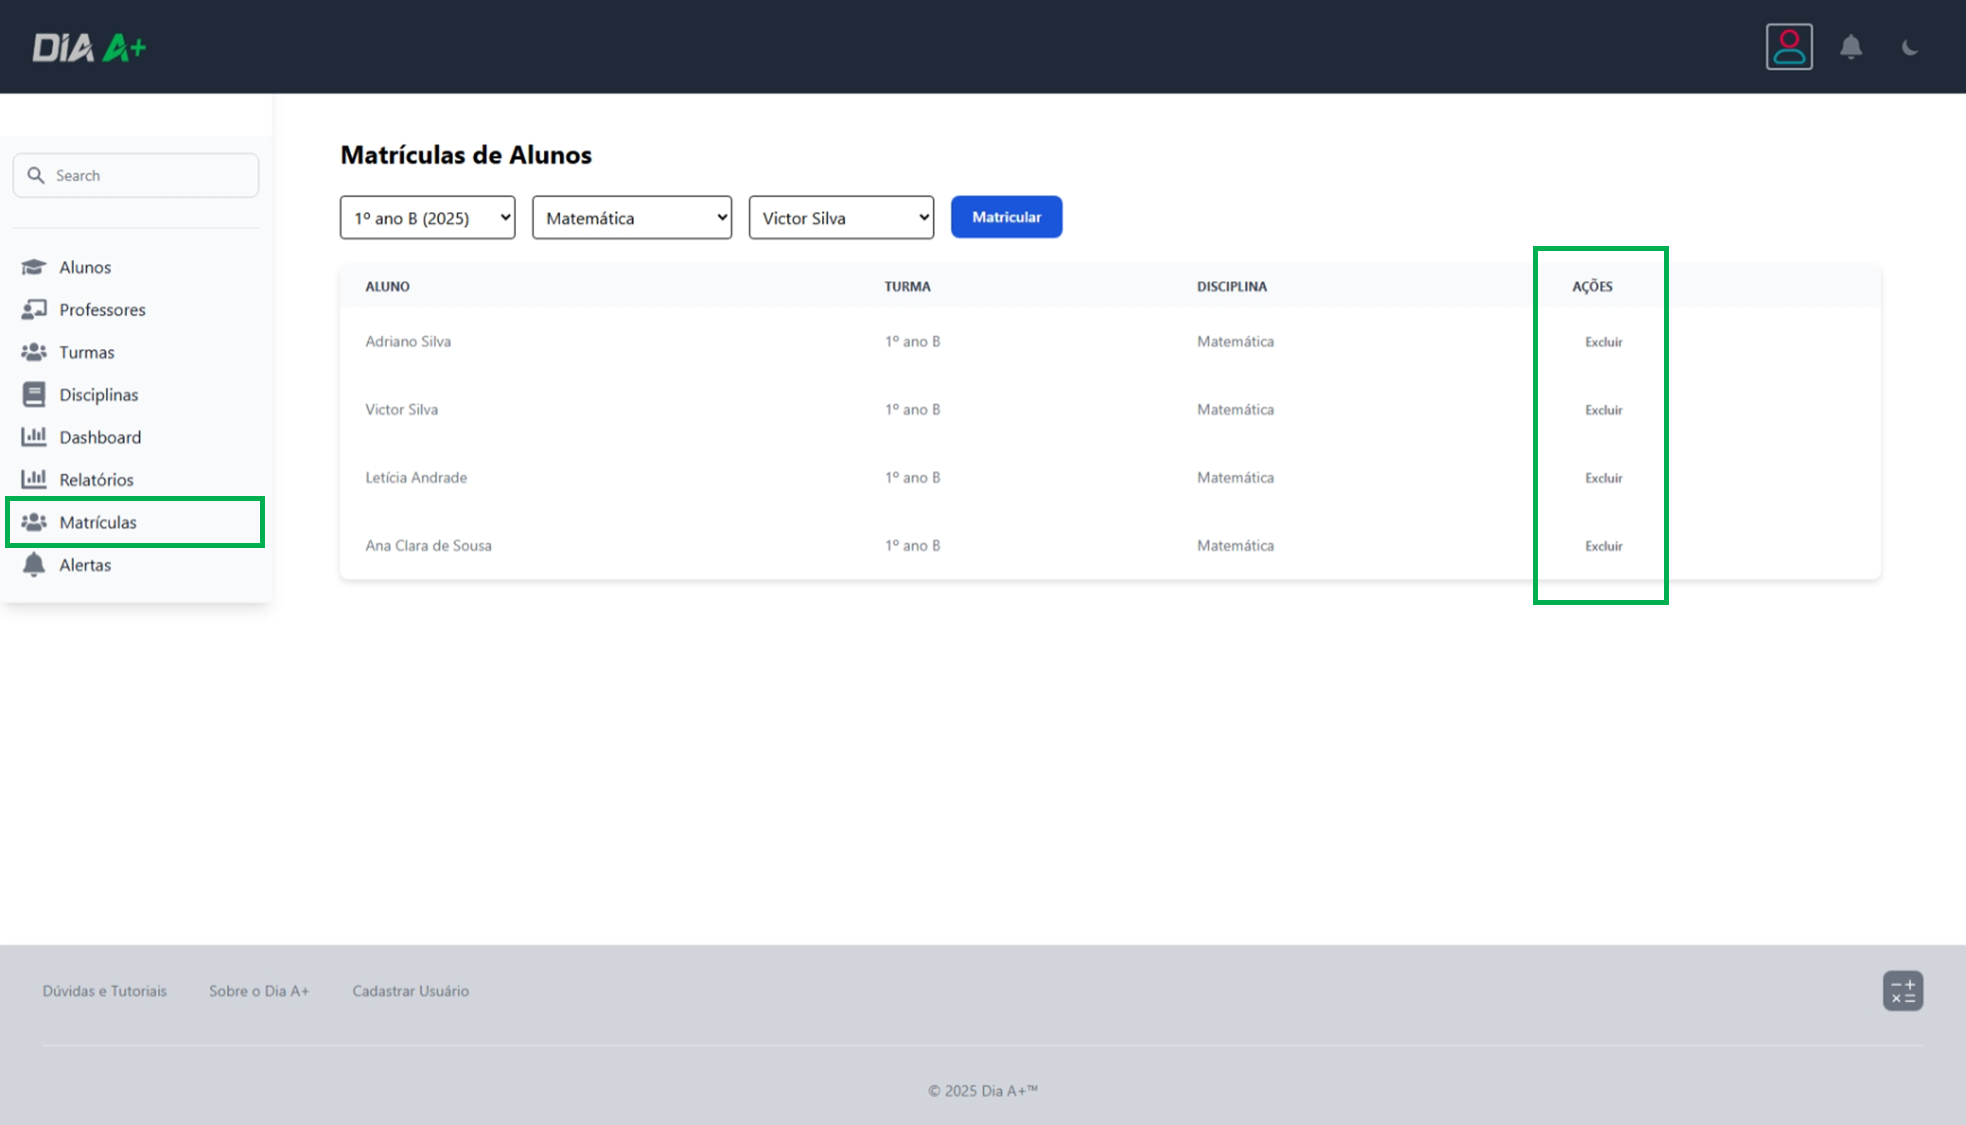 DIA A+
Search
Alunos
Professores
Turmas
Disciplinas
Dashboard
Relatórios
Matrículas
Alertas
Matrículas de Alunos
1º ano B (2025) Matemática Victor Silva Matricular
ALUNO TURMA DISCIPLINA AÇÕES
Adriano Silva 1º ano B Matemática Excluir
Victor Silva 1º ano B Matemática Excluir
Letícia Andrade 1º ano B Matemática Excluir
Ana Clara de Sousa 1º ano B Matemática Excluir
Dúvidas e Tutoriais Sobre o Dia A+ Cadastrar Usuário
© 2025 Dia A+™